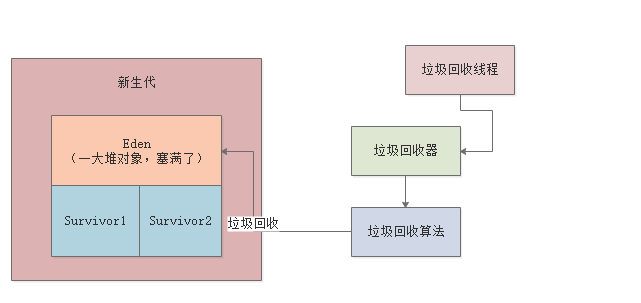 新生代
Eden
（一大堆对象，塞满了）
Survivor1
Survivor2
垃圾回收
垃圾回收线程
垃圾回收器
垃圾回收算法